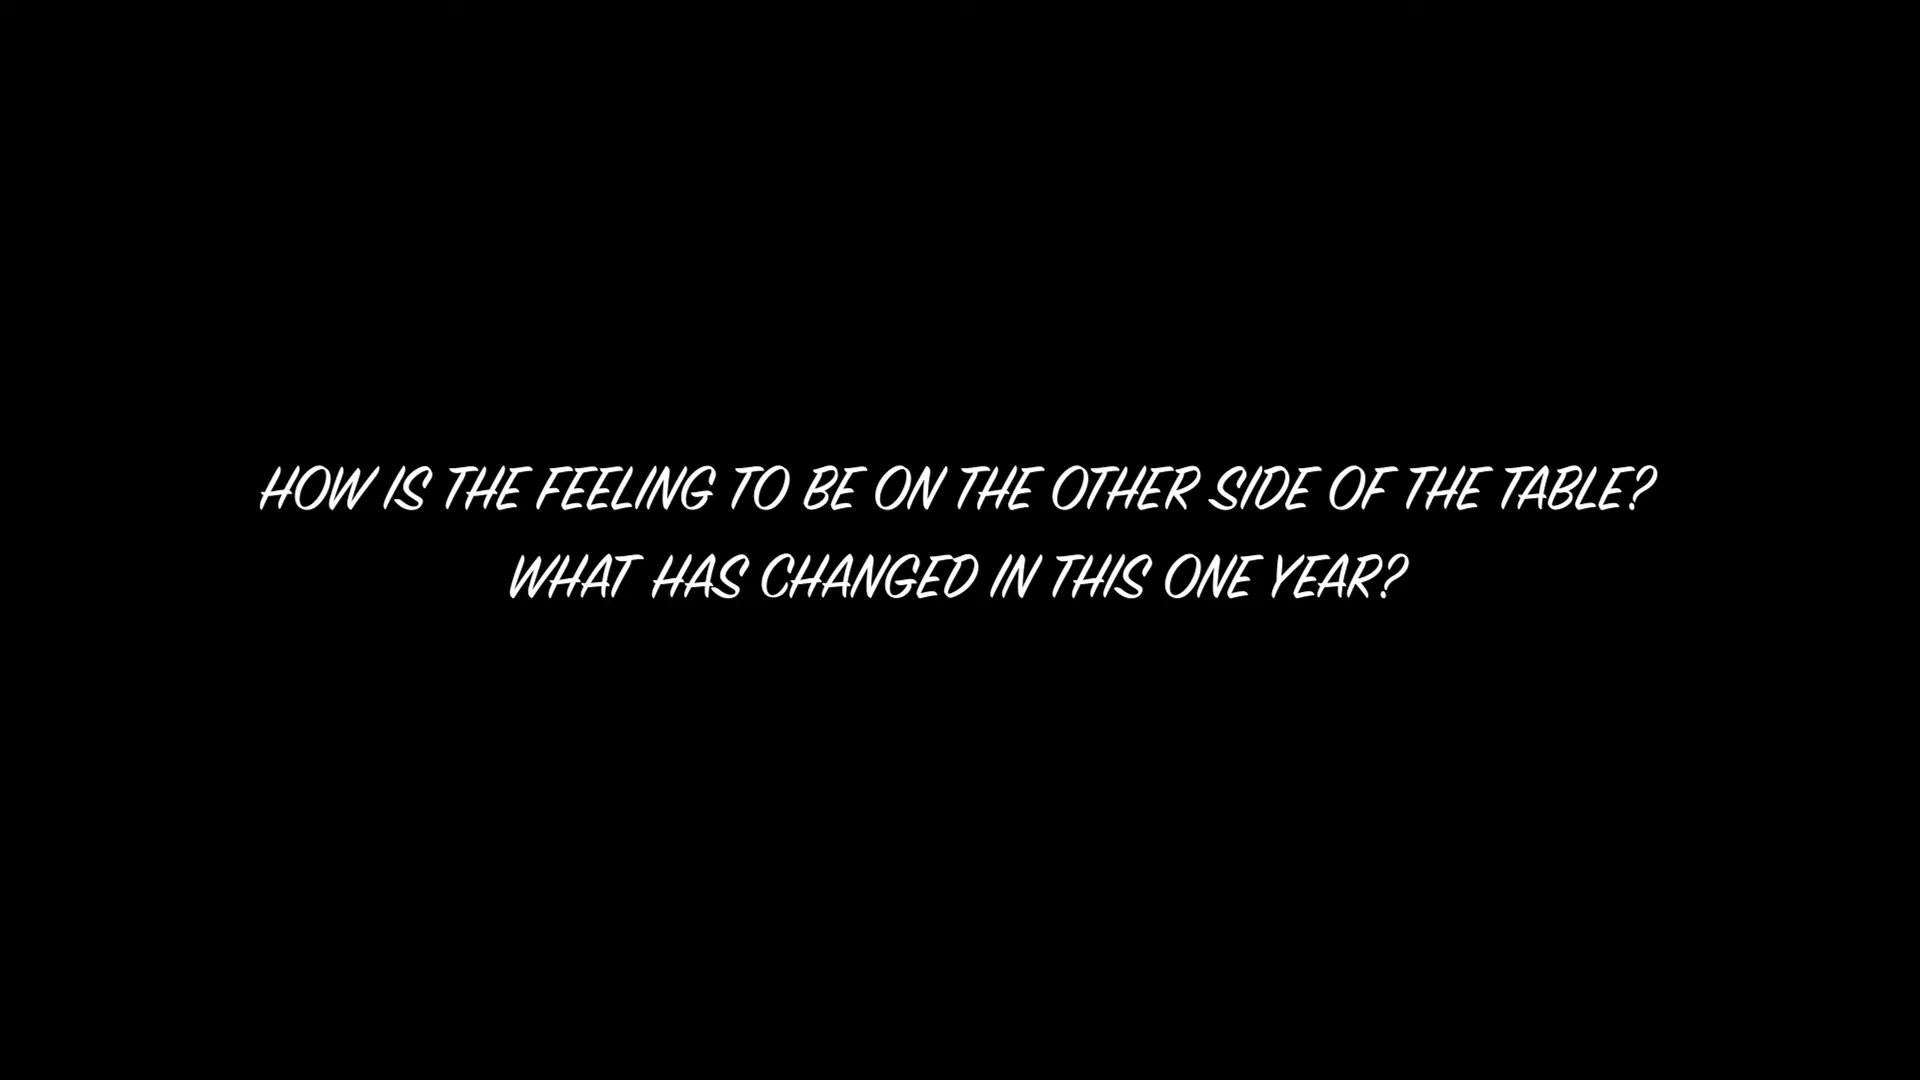 HOW IS THE FEELING TO BE ON THE OTHER SIDE OF THE TABLE?
WHAT HAS CHANGED IN THIS ONE YEAR?